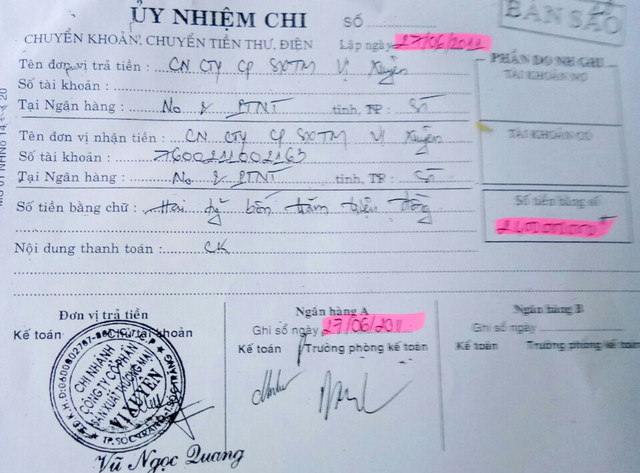 BẢN SAO
ỦY NHIỆM CHI
SỐ
CHUYỂN KHOẢN, CHUYỂN TIỀN THƯ, ĐIỆN
Lập ngày 27/06/2011
PHẦN DO NH GHI
Tên đơn vị trả tiền : CN CTY CP SXTM Vị Xuyên
TÀI KHOẢN NỢ
Số tài khoản :
Tại Ngân hàng : No & PTNT tỉnh, TP : ST
Tên đơn vị nhận tiền : CN CTY CP SXTM Vị Xuyên
TÀI KHOẢN CÓ
Số tài khoản : 7600211002163
Tại Ngân hàng : No & PTNT tỉnh, TP : ST
Số tiền bằng chữ : Hai tỷ bốn trăm triệu đồng
Số tiền bằng số
Nội dung thanh toán : CK
Đơn vị trả tiền
Ngân hàng A
Ngân hàng B
Ghi sổ ngày 27/06/2011
Ghi sổ ngày
Kế toán Chủ tài khoản
Kế toán Trưởng phòng kế toán
Kế toán Trưởng phòng kế toán
CHI NHÁNH
CÔNG TY CỔ PHẦN
SẢN XUẤT THƯƠNG MẠI
VỊ XUYÊN
Vũ Ngọc Quang